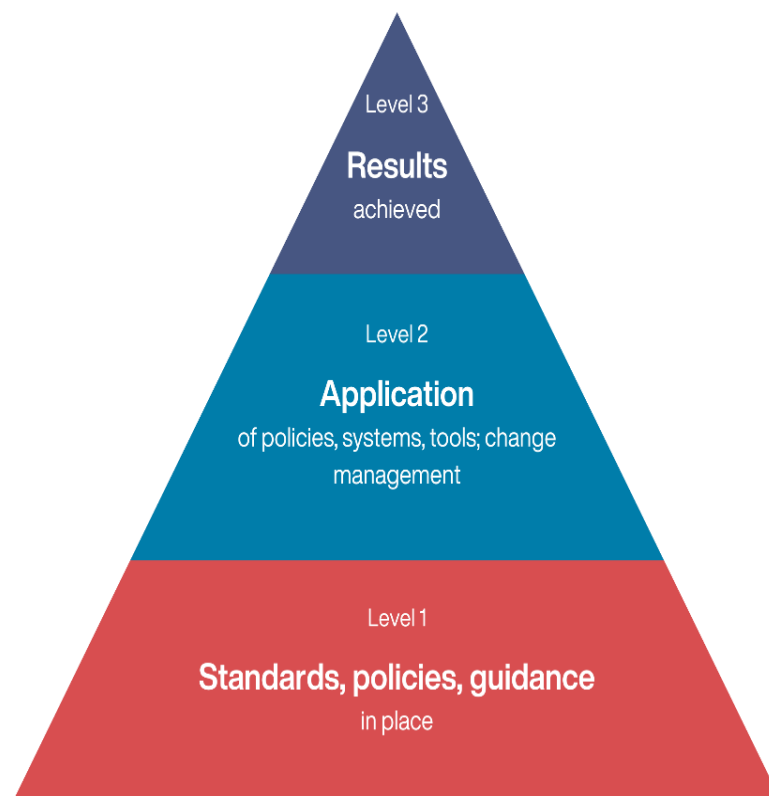 Level 3
Results
achieved
Level 2
Application
of policies, systems, tools; change
management
Level 1
Standards, policies, guidance
in place